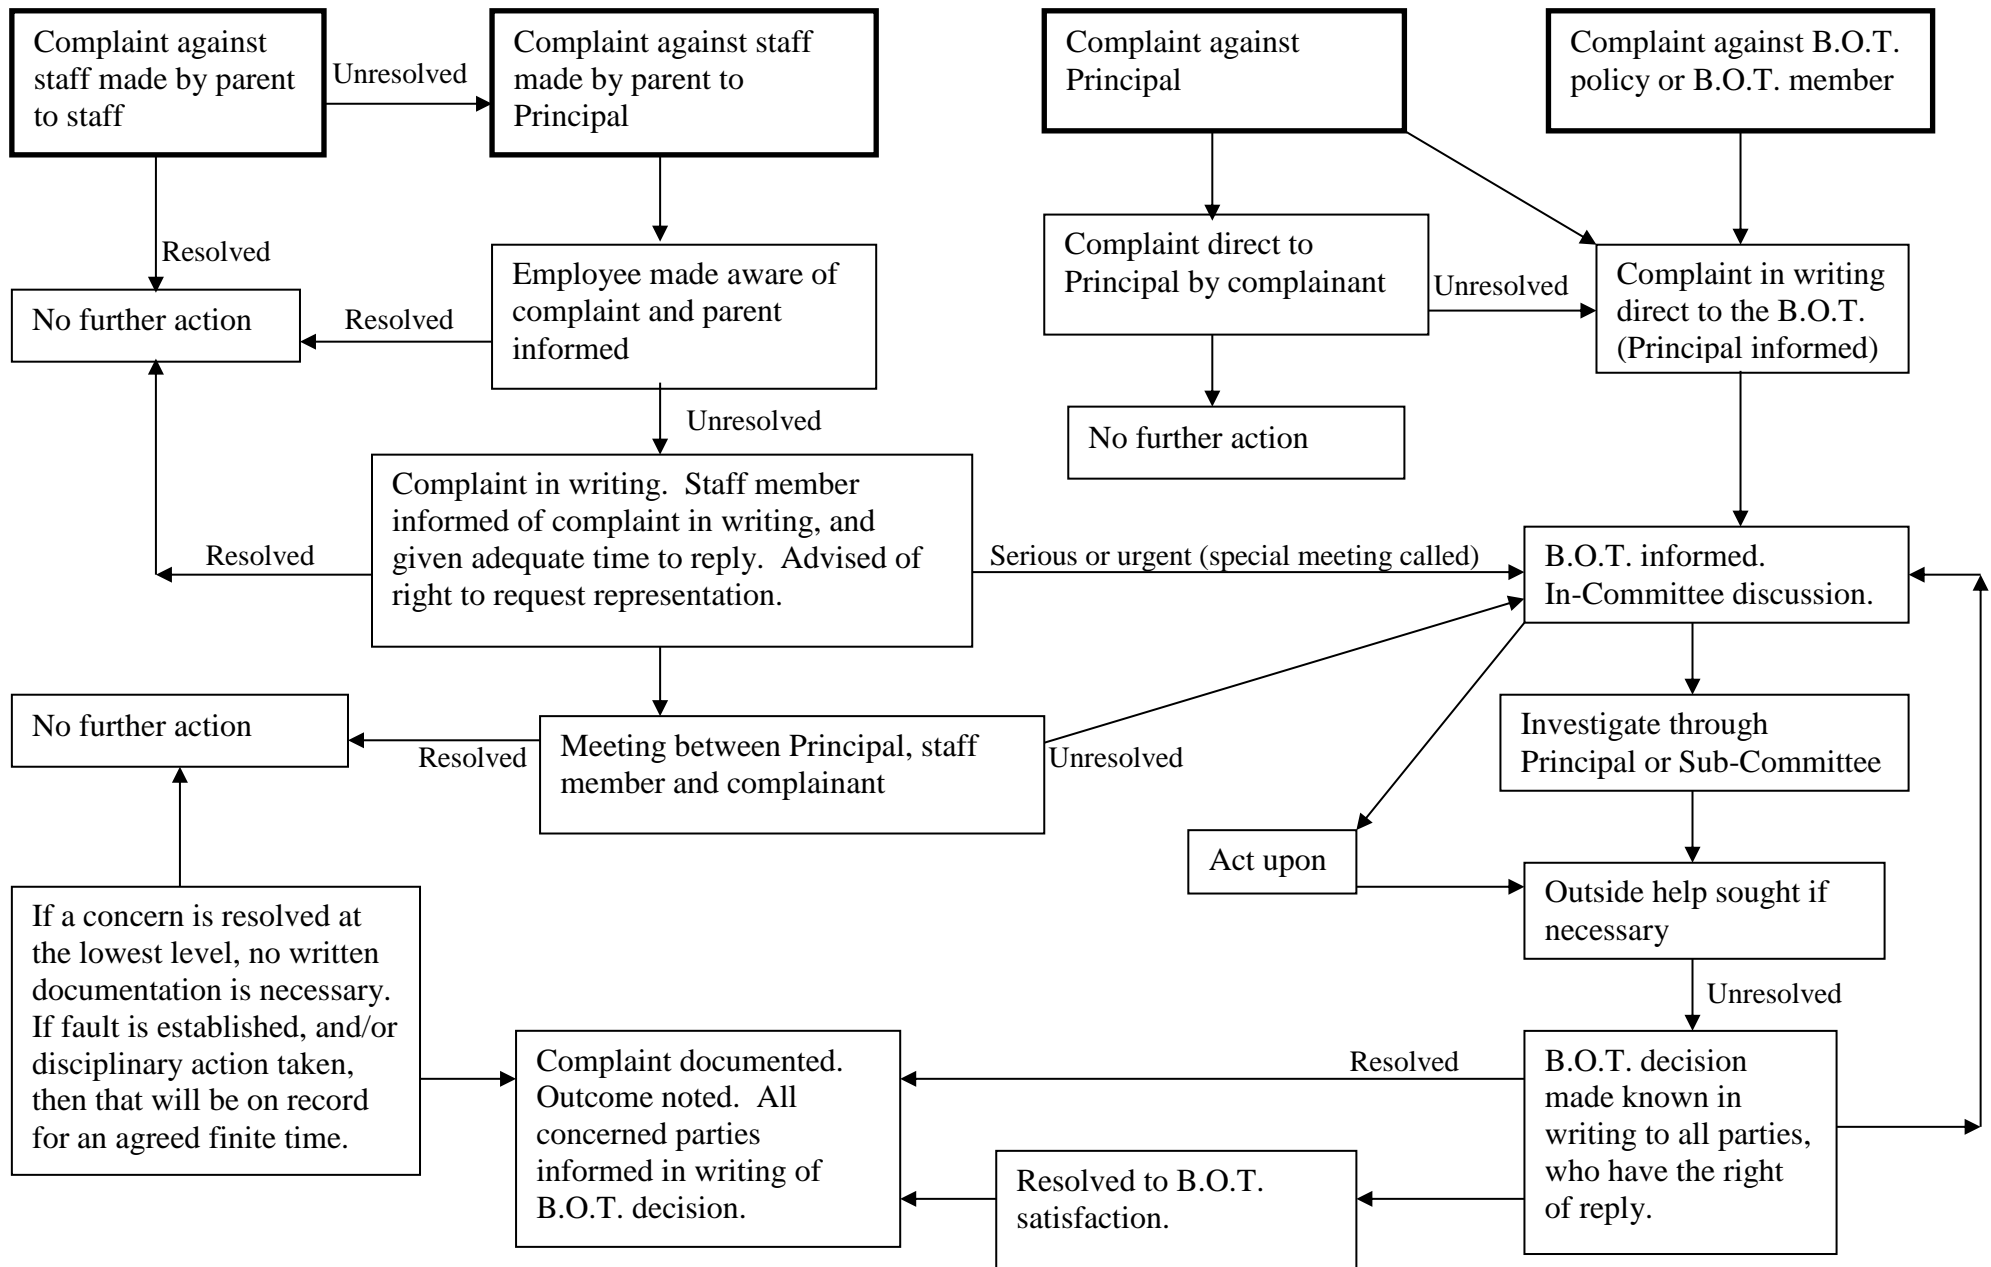 Complaint against
staff made by parent
to staff
Unresolved
Complaint against staff
made by parent to
Principal
Complaint against
Principal
Complaint against B.O.T.
policy or B.O.T. member
Resolved
No further action
Resolved
Employee made aware of
complaint and parent
informed
Complaint direct to
Principal by complainant
Unresolved
Complaint in writing
direct to the B.O.T.
(Principal informed)
Unresolved
No further action
Resolved
Complaint in writing.  Staff member
informed of complaint in writing, and
given adequate time to reply.  Advised of
right to request representation.
Serious or urgent (special meeting called)
B.O.T. informed.
In-Committee discussion.
No further action
Resolved
Meeting between Principal, staff
member and complainant
Unresolved
Investigate through
Principal or Sub-Committee
Act upon
Outside help sought if
necessary
Unresolved
If a concern is resolved at
the lowest level, no written
documentation is necessary.
If fault is established, and/or
disciplinary action taken,
then that will be on record
for an agreed finite time.
Complaint documented.
Outcome noted.  All
concerned parties
informed in writing of
B.O.T. decision.
Resolved
Resolved to B.O.T.
satisfaction.
B.O.T. decision
made known in
writing to all parties,
who have the right
of reply.